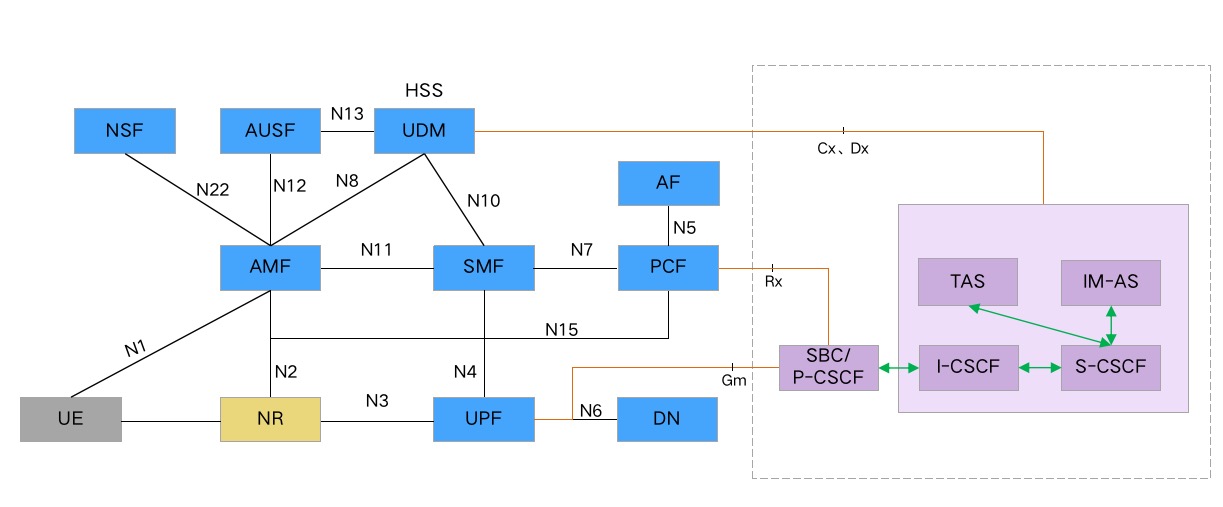 HSS
NSF
AUSF
N13
UDM
Cx、Dx
N22
N12
N8
N10
AF
N5
AMF
N11
SMF
N7
PCF
Rx
TAS
IM-AS
N1
N2
N15
N4
SBC/
P-CSCF
I-CSCF
S-CSCF
Gm
UE
NR
N3
UPF
N6
DN